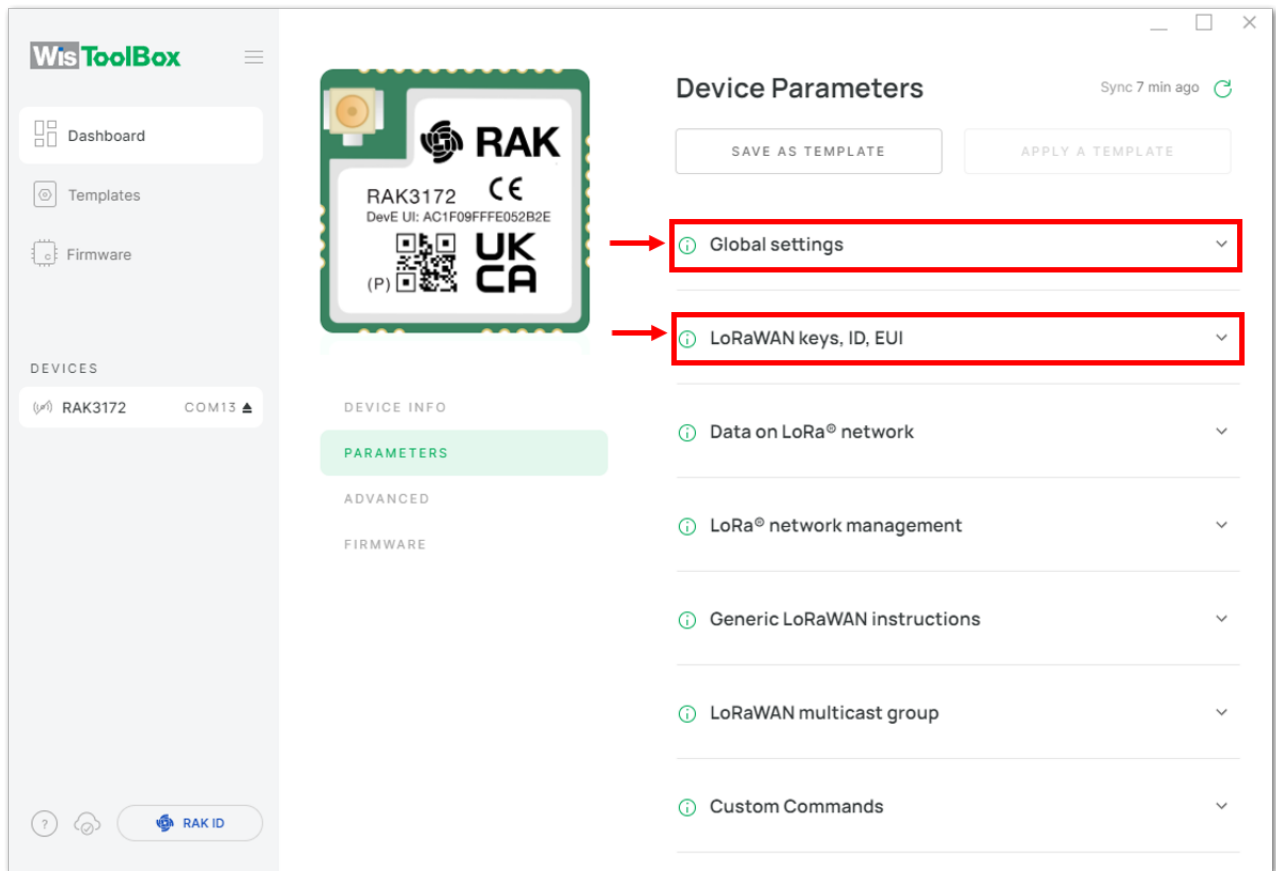 WisToolBox
Dashboard
Templates
Firmware
DEVICES
RAK3172 COM13
RAK ID
RAK
RAK3172 CE
DevE UI: AC1F09FFFE052B2E
UK
CA
(P)
DEVICE INFO
PARAMETERS
ADVANCED
FIRMWARE
Device Parameters
Sync 7 min ago
SAVE AS TEMPLATE
APPLY A TEMPLATE
Global settings
LoRaWAN keys, ID, EUI
Data on LoRa® network
LoRa® network management
Generic LoRaWAN instructions
LoRaWAN multicast group
Custom Commands